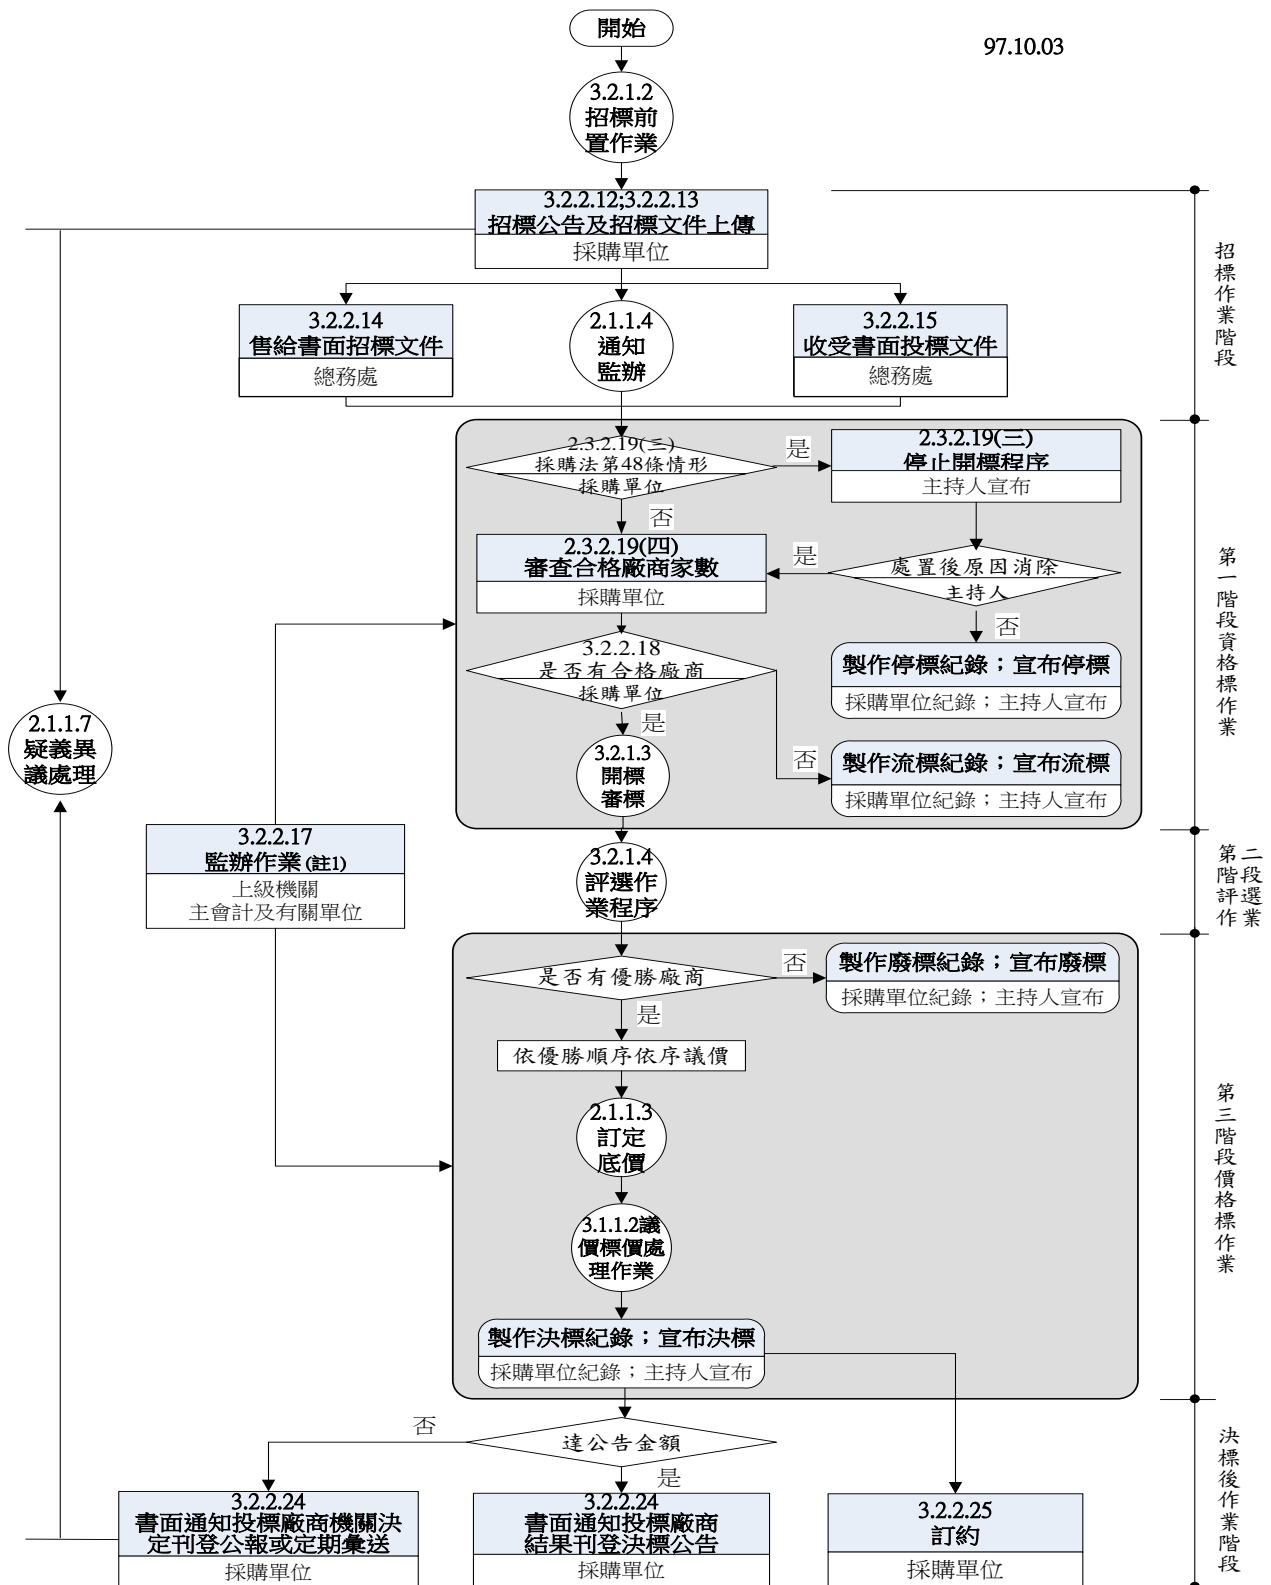 開始
97.10.03
3.2.1.2
招標前
置作業
3.2.2.12;3.2.2.13
招標公告及招標文件上傳
採購單位
招標作業階段
3.2.2.14
售給書面招標文件
總務處
2.1.1.4
通知
監辦
3.2.2.15
收受書面投標文件
總務處
2.3.2.19(三)
採購法第48條情形
採購單位
是
否
2.3.2.19(三)
停止開標程序
主持人宣布
2.3.2.19(四)
審查合格廠商家數
採購單位
是
處置後原因消除
主持人
否
第一階段資格標作業
3.2.2.18
是否有合格廠商
採購單位
是
否
製作停標紀錄；宣布停標
採購單位紀錄；主持人宣布
2.1.1.7
疑義異
議處理
3.2.1.3
開標
審標
製作流標紀錄；宣布流標
採購單位紀錄；主持人宣布
3.2.2.17
監辦作業(註1)
上級機關
主會計及有關單位
3.2.1.4
評選作
業程序
第二
階段
評選
作業
是否有優勝廠商
否
是
製作廢標紀錄；宣布廢標
採購單位紀錄；主持人宣布
依優勝順序依序議價
2.1.1.3
訂定
底價
第三階段價格標作業
3.1.1.2議
價標價處
理作業
製作決標紀錄；宣布決標
採購單位紀錄；主持人宣布
達公告金額
否
是
決標後作業階段
3.2.2.24
書面通知投標廠商機關決
定刊登公報或定期彙送
採購單位
3.2.2.24
書面通知投標廠商
結果刊登決標公告
採購單位
3.2.2.25
訂約
採購單位